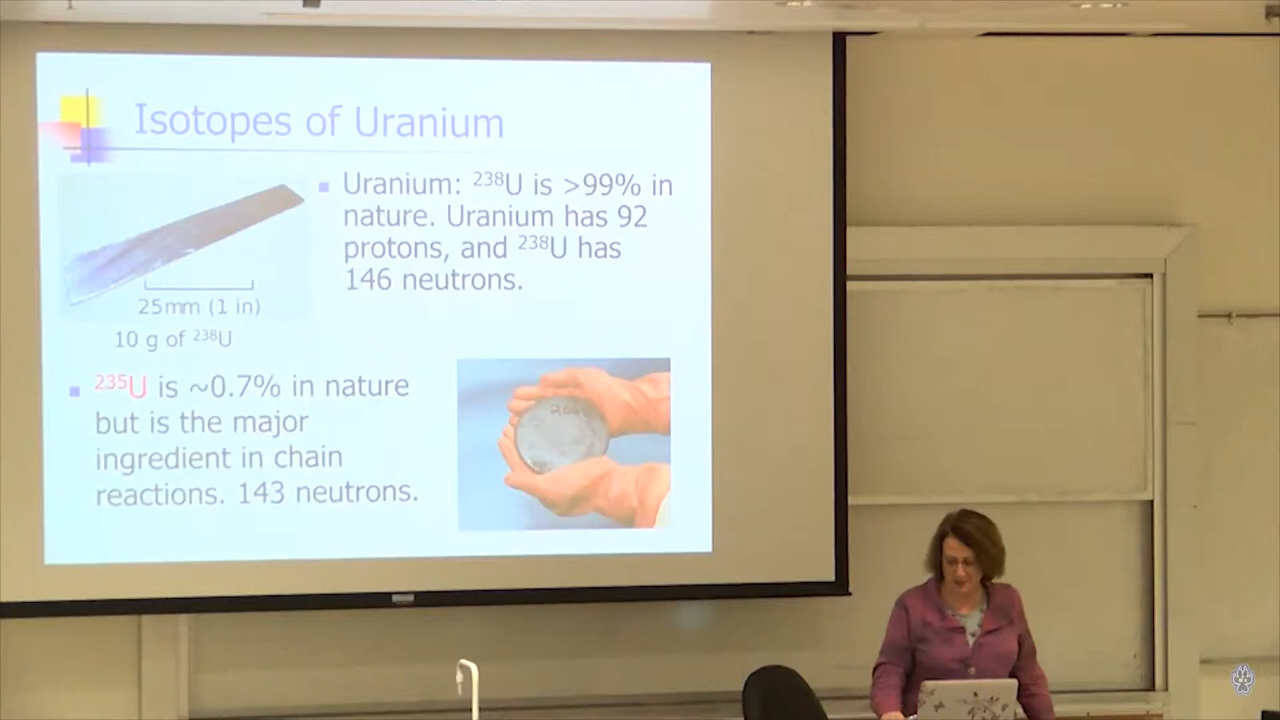 Isotopes of Uranium
Uranium: ²³⁸U is >99% in
nature. Uranium has 92
protons, and ²³⁸U has
146 neutrons.
25mm (1 in)
10 g of ²³⁸U
²³⁵U is ~0.7% in nature
but is the major
ingredient in chain
reactions. 143 neutrons.